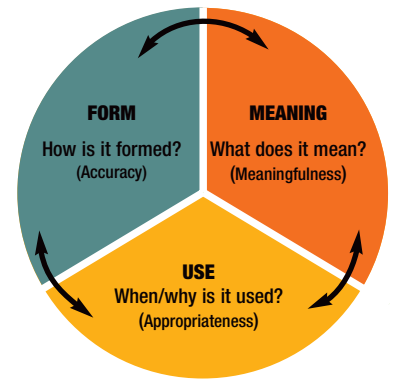 FORM
How is it formed?
(Accuracy)
MEANING
What does it mean?
(Meaningfulness)
USE
When/why is it used?
(Appropriateness)